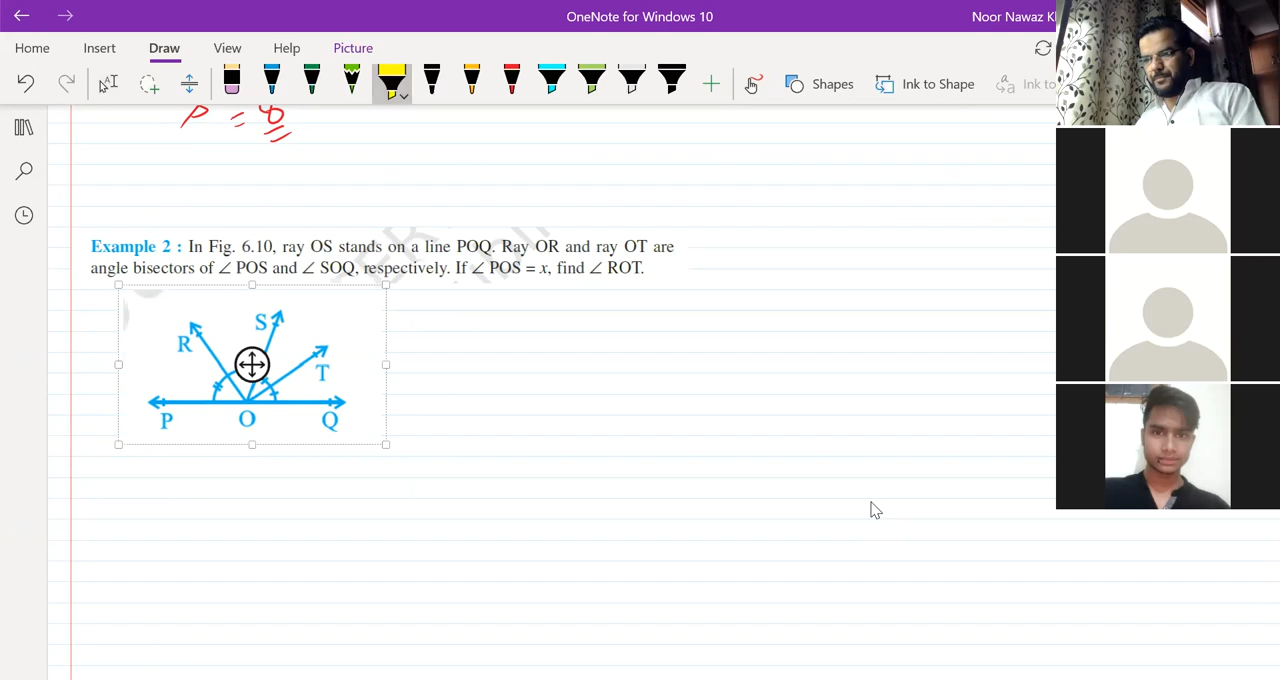 OneNote for Windows 10
Noor Nawaz
Home Insert Draw View Help Picture
Shapes Ink to Shape Ink to
= 8
Example 2 : In Fig. 6.10, ray OS stands on a line POQ. Ray OR and ray OT are
angle bisectors of ∠ POS and ∠ SOQ, respectively. If ∠ POS = x, find ∠ ROT.
S
R
T
P O Q